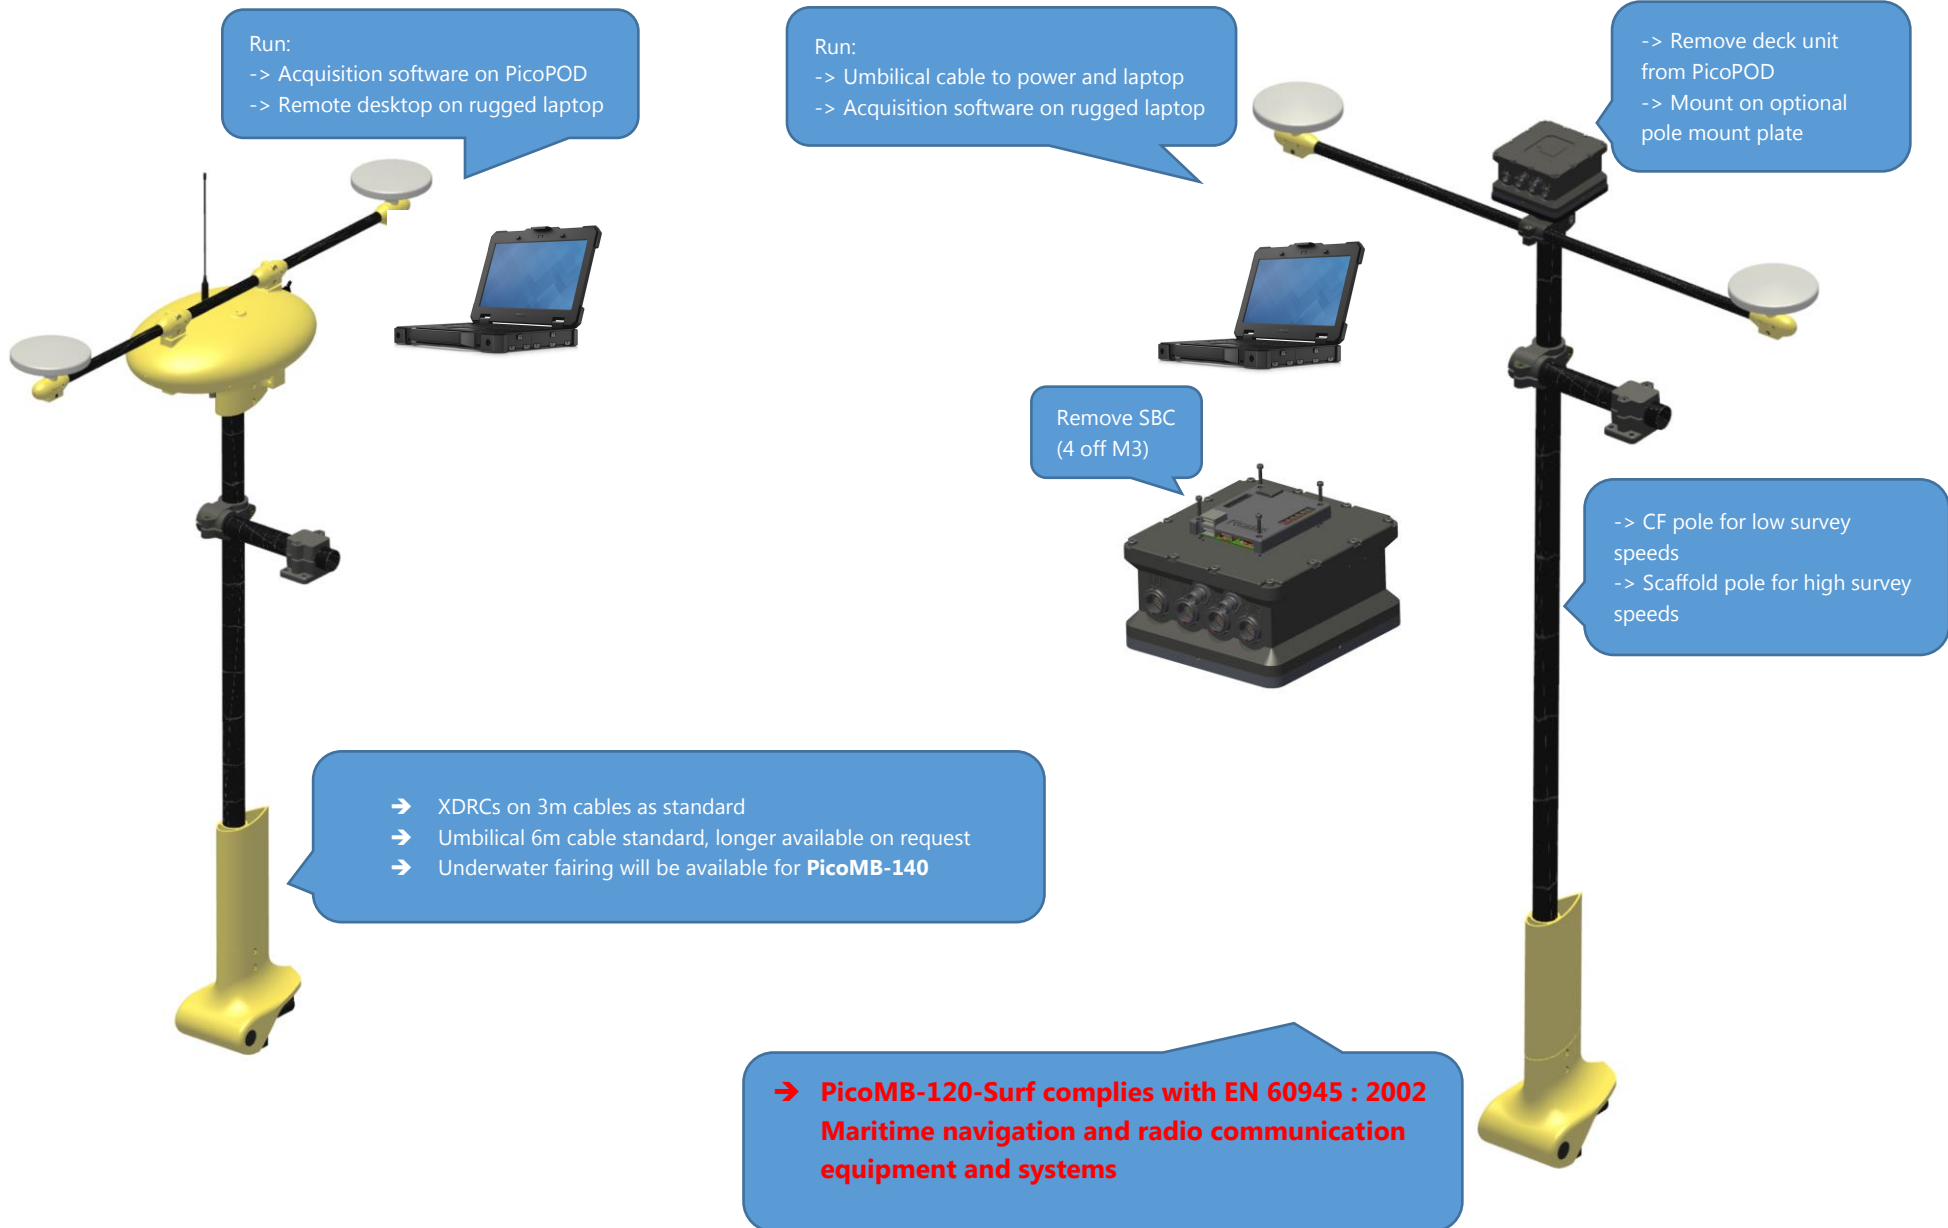 Run:
-> Acquisition software on PicoPOD
-> Remote desktop on rugged laptop
Run:
-> Umbilical cable to power and laptop
-> Acquisition software on rugged laptop
-> Remove deck unit
from PicoPOD
-> Mount on optional
pole mount plate
Remove SBC
(4 off M3)
-> CF pole for low survey
speeds
-> Scaffold pole for high survey
speeds
➔ XDRCs on 3m cables as standard
➔ Umbilical 6m cable standard, longer available on request
➔ Underwater fairing will be available for PicoMB-140
➔ PicoMB-120-Surf complies with EN 60945 : 2002
Maritime navigation and radio communication
equipment and systems